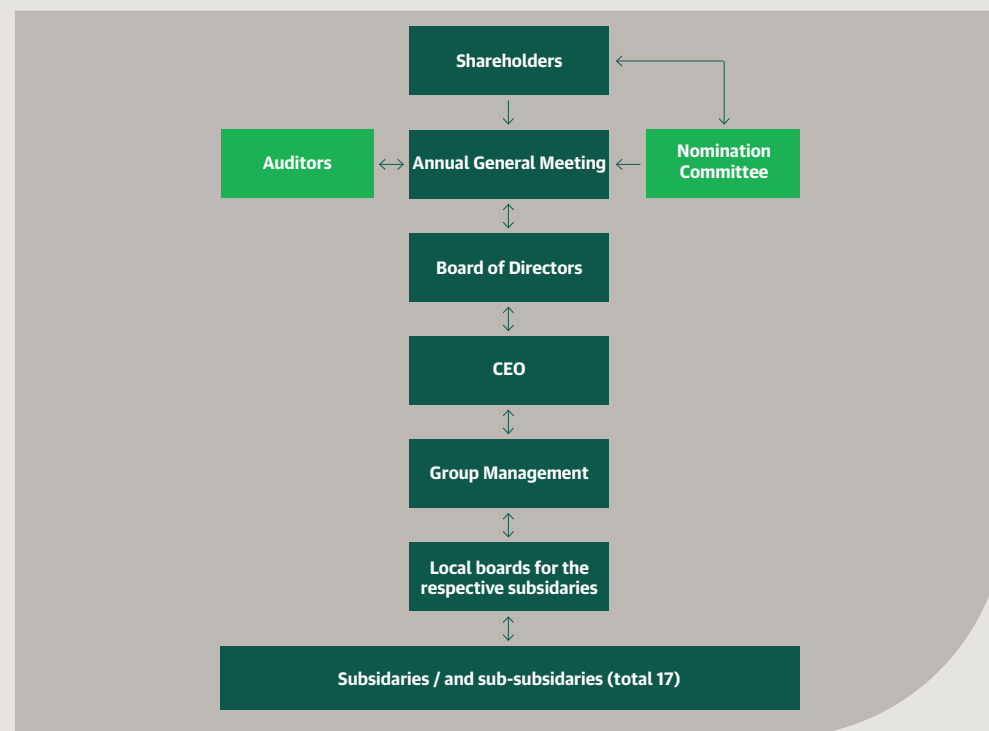 Shareholders
Auditors
Annual General Meeting
Nomination
Committee
Board of Directors
CEO
Group Management
Local boards for the
respective subsidaries
Subsidaries / and sub-subsidaries (total 17)